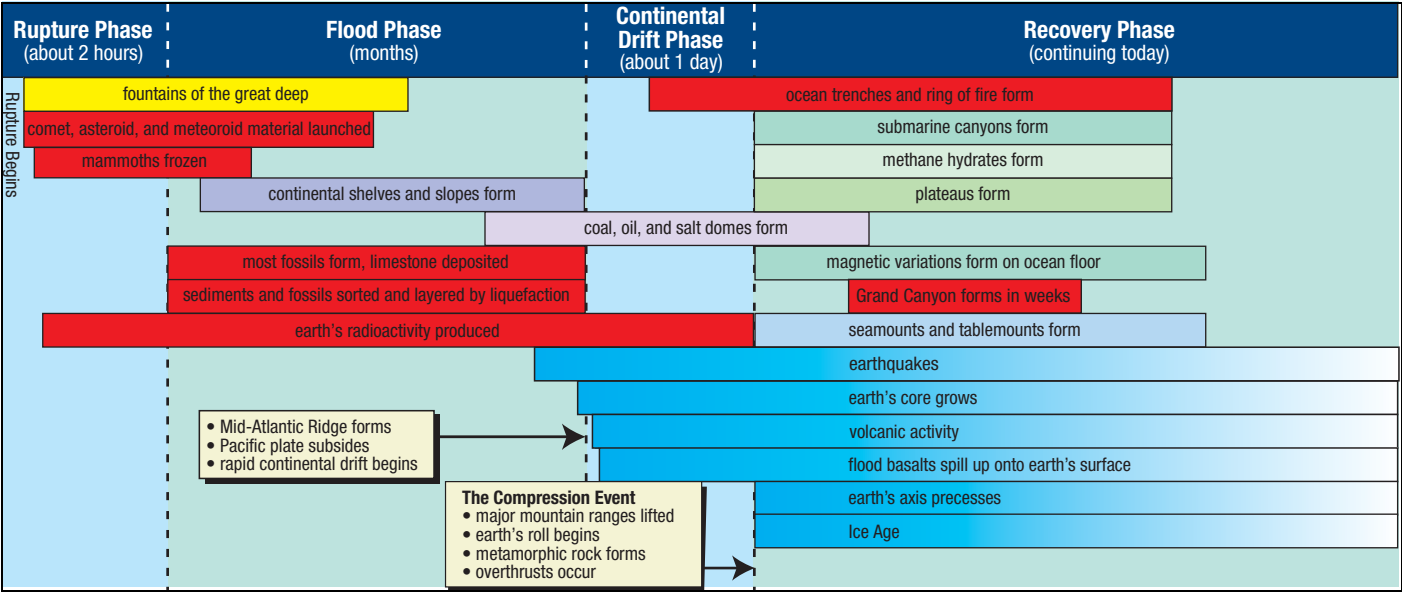 Rupture Phase
(about 2 hours)
Flood Phase
(months)
Continental
Drift Phase
(about 1 day)
Recovery Phase
(continuing today)
Rupture Begins
fountains of the great deep
ocean trenches and ring of fire form
comet, asteroid, and meteoroid material launched
submarine canyons form
mammoths frozen
methane hydrates form
continental shelves and slopes form
plateaus form
coal, oil, and salt domes form
most fossils form, limestone deposited
magnetic variations form on ocean floor
sediments and fossils sorted and layered by liquefaction
Grand Canyon forms in weeks
earth's radioactivity produced
seamounts and tablemounts form
earthquakes
earth's core grows
• Mid-Atlantic Ridge forms
• Pacific plate subsides
• rapid continental drift begins
volcanic activity
flood basalts spill up onto earth's surface
The Compression Event
• major mountain ranges lifted
• earth's roll begins
• metamorphic rock forms
• overthrusts occur
earth's axis precesses
Ice Age